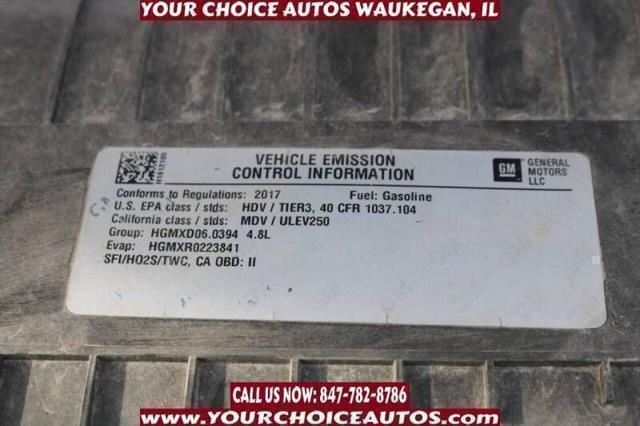 YOUR CHOICE AUTOS WAUKEGAN, IL
VEHICLE EMISSION
CONTROL INFORMATION
GM
GENERAL
MOTORS
LLC
Conforms to Regulations: 2017 Fuel: Gasoline
U.S. EPA class / stds: HDV / TIER3, 40 CFR 1037.104
California class / stds: MDV / ULEV250
Group: HGMXD06.0394 4.8L
Evap: HGMXR0223841
SFI/HO2S/TWC, CA OBD: II
CALL US NOW: 847-782-8786
WWW.YOURCHOICEAUTOS.COM